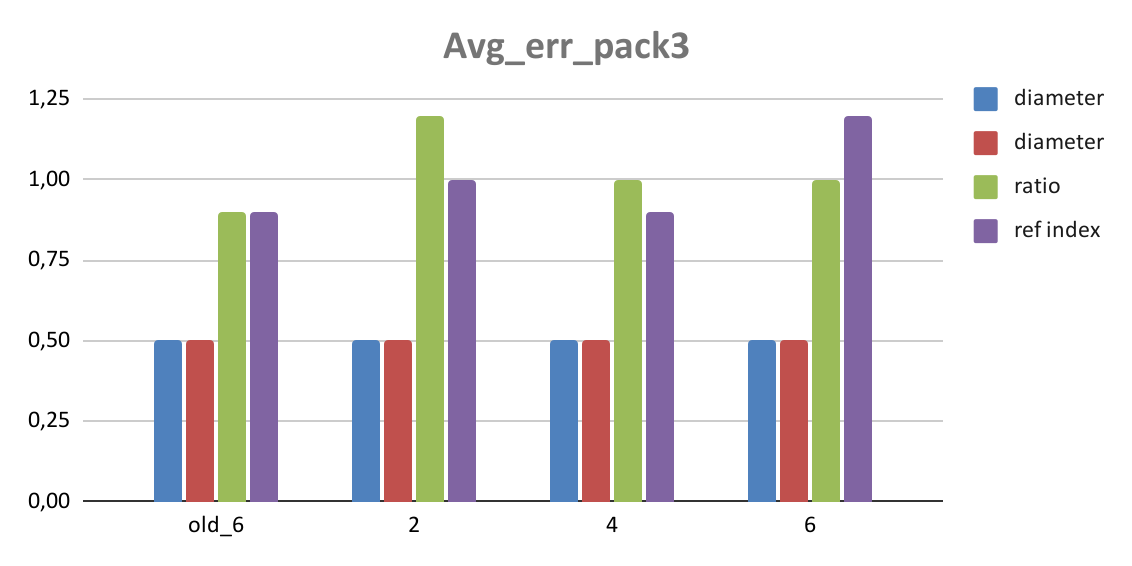 Avg_err_pack3
1,25
1,00
0,75
0,50
0,25
0,00
old_6
2
4
6
diameter
diameter
ratio
ref index